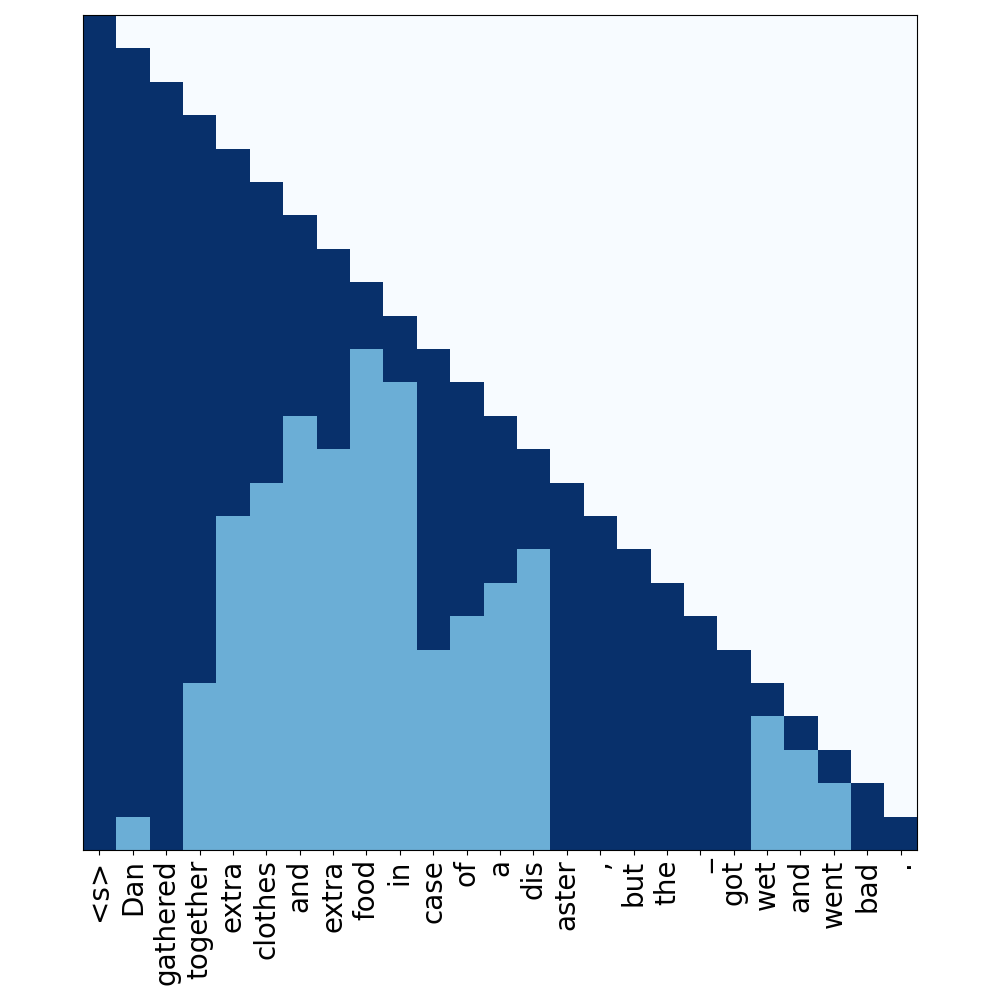 <s> Dan gathered together extra clothes and extra food in case of a dis aster , but the _ got wet and went bad .